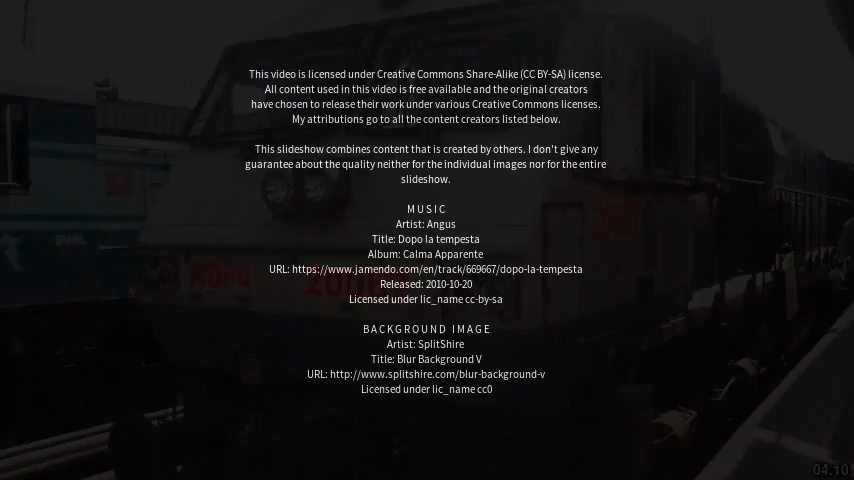 This video is licensed under Creative Commons Share-Alike (CC BY-SA) license.
All content used in this video is free available and the original creators
have chosen to release their work under various Creative Commons licenses.
My attributions go to all the content creators listed below.
This slideshow combines content that is created by others. I don't give any
guarantee about the quality neither for the individual images nor for the entire
slideshow.
MUSIC
Artist: Angus
Title: Dopo la tempesta
Album: Calma Apparente
URL: https://www.jamendo.com/en/track/669667/dopo-la-tempesta
Released: 2010-10-20
Licensed under lic_name cc-by-sa
BACKGROUND IMAGE
Artist: SplitShire
Title: Blur Background V
URL: http://www.splitshire.com/blur-background-v
Licensed under lic_name cc0
WDP4
04.10